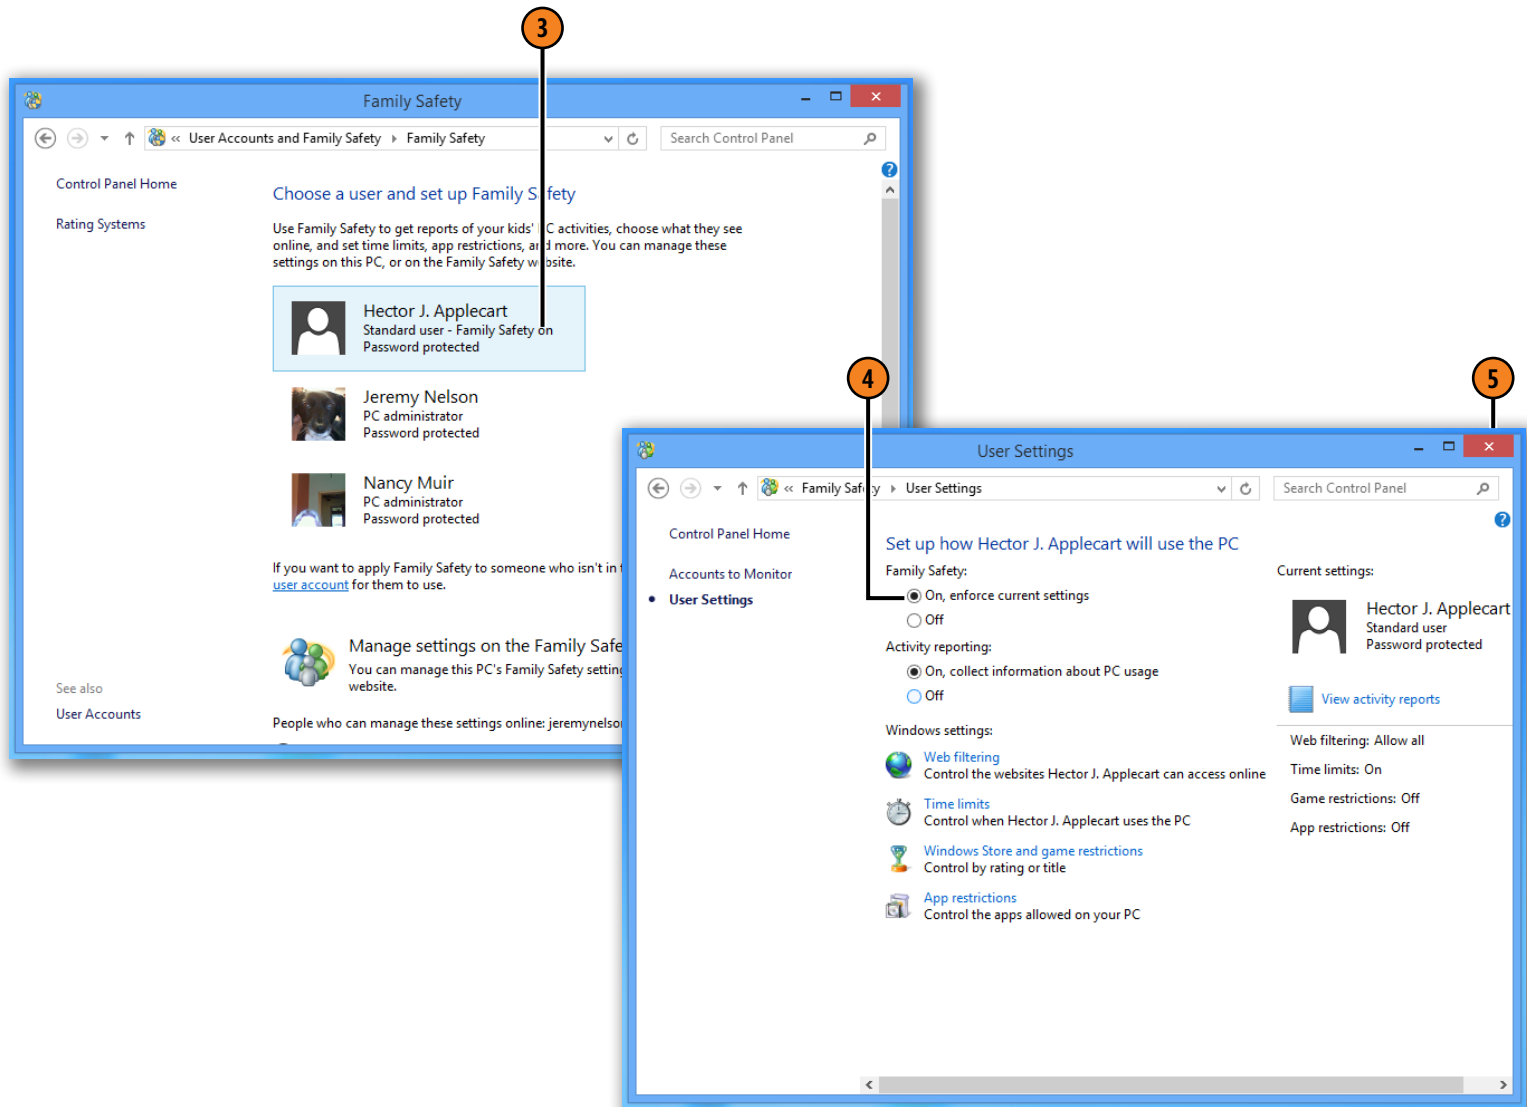 3
Family Safety
« User Accounts and Family Safety Family Safety
Search Control Panel
Control Panel Home
Rating Systems
Choose a user and set up Family Safety
Use Family Safety to get reports of your kids' PC activities, choose what they see
online, and set time limits, app restrictions, and more. You can manage these
settings on this PC, or on the Family Safety website.
Hector J. Applecart
Standard user - Family Safety on
Password protected
Jeremy Nelson
PC administrator
Password protected
Nancy Muir
PC administrator
Password protected
If you want to apply Family Safety to someone who isn't in
user account for them to use.
Manage settings on the Family Safe
You can manage this PC's Family Safety setting
website.
People who can manage these settings online: jeremynelso
See also
User Accounts
4
5
User Settings
« Family Safety User Settings
Search Control Panel
Control Panel Home
Accounts to Monitor
• User Settings
Set up how Hector J. Applecart will use the PC
Family Safety:
On, enforce current settings
Off
Activity reporting:
On, collect information about PC usage
Off
Windows settings:
Web filtering
Control the websites Hector J. Applecart can access online
Time limits
Control when Hector J. Applecart uses the PC
Windows Store and game restrictions
Control by rating or title
App restrictions
Control the apps allowed on your PC
Current settings:
Hector J. Applecart
Standard user
Password protected
View activity reports
Web filtering: Allow all
Time limits: On
Game restrictions: Off
App restrictions: Off